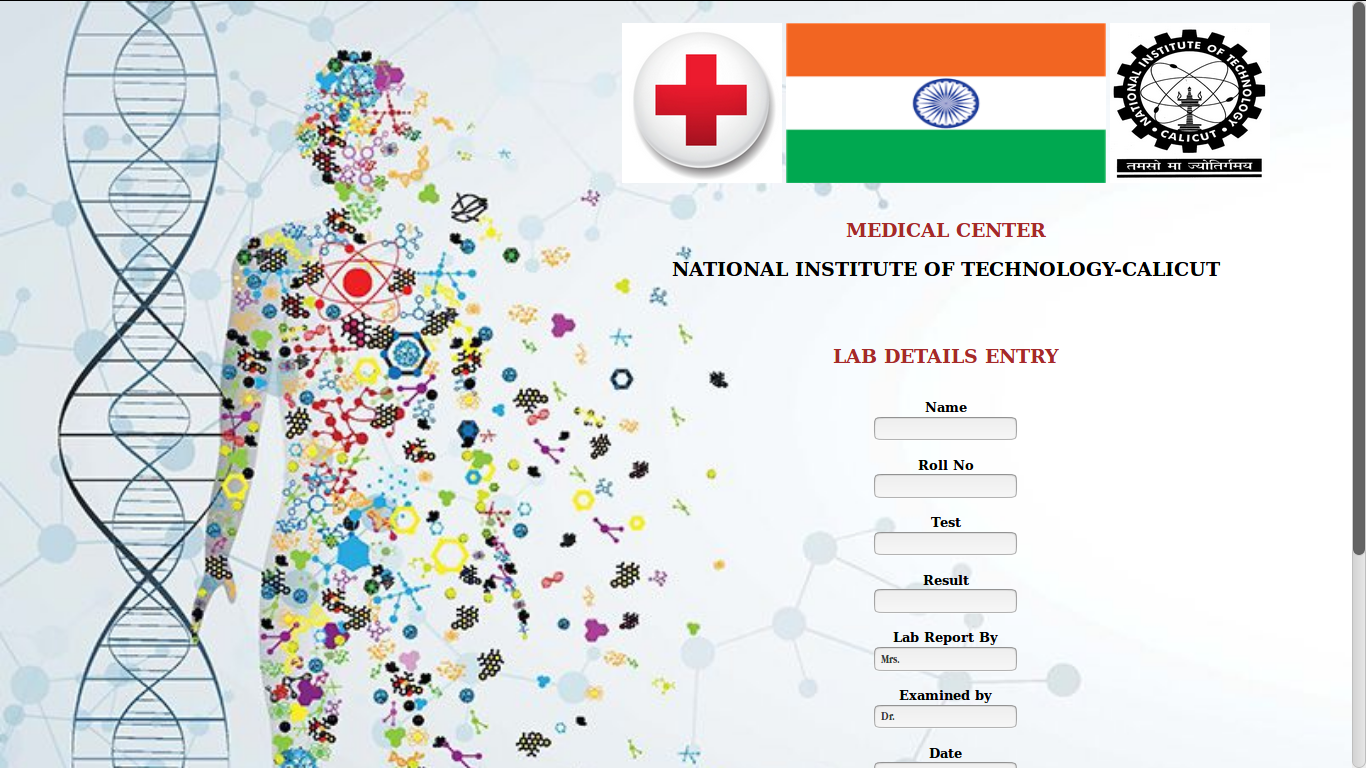 NATIONAL INSTITUTE OF TECHNOLOGY
• CALICUT •
तमसो मा ज्योतिर्गमय
MEDICAL CENTER
NATIONAL INSTITUTE OF TECHNOLOGY-CALICUT
LAB DETAILS ENTRY
Name
Roll No
Test
Result
Lab Report By
Mrs.
Examined by
Dr.
Date